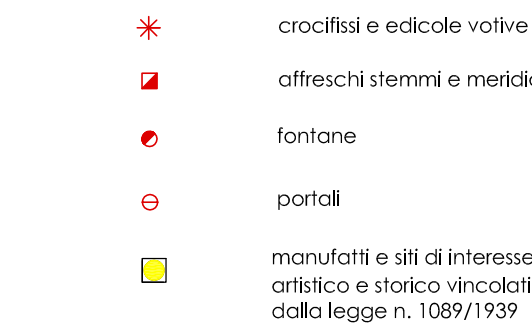 crocifissi e edicole votive
affreschi stemmi e
fontane
portali
manufatti e siti di interesse
artistico e storico vincolati
dalla legge n. 1089/1939